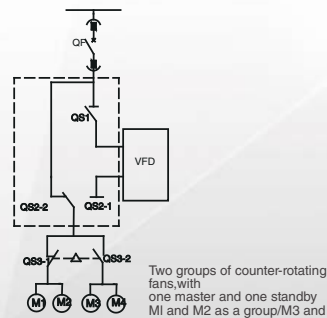 QF
QS1
VFD
QS2-2
QS2-1
QS3-1
QS3-2
M1
M2
M3
M4
Two groups of counter-rotating
fans,with
one master and one standby
MI and M2 as a group/M3 and